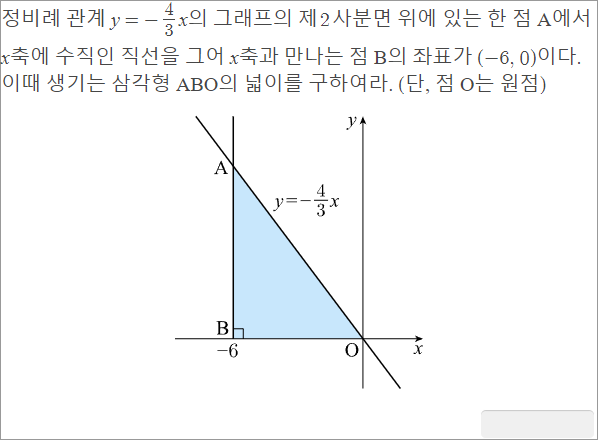 정비례 관계 y = − 4/3 x의 그래프의 제2사분면 위에 있는 한 점 A에서
x축에 수직인 직선을 그어 x축과 만나는 점 B의 좌표가 (−6, 0)이다.
이때 생기는 삼각형 ABO의 넓이를 구하여라. (단, 점 O는 원점)
y
A
y=− 4/3 x
B
−6
O
x